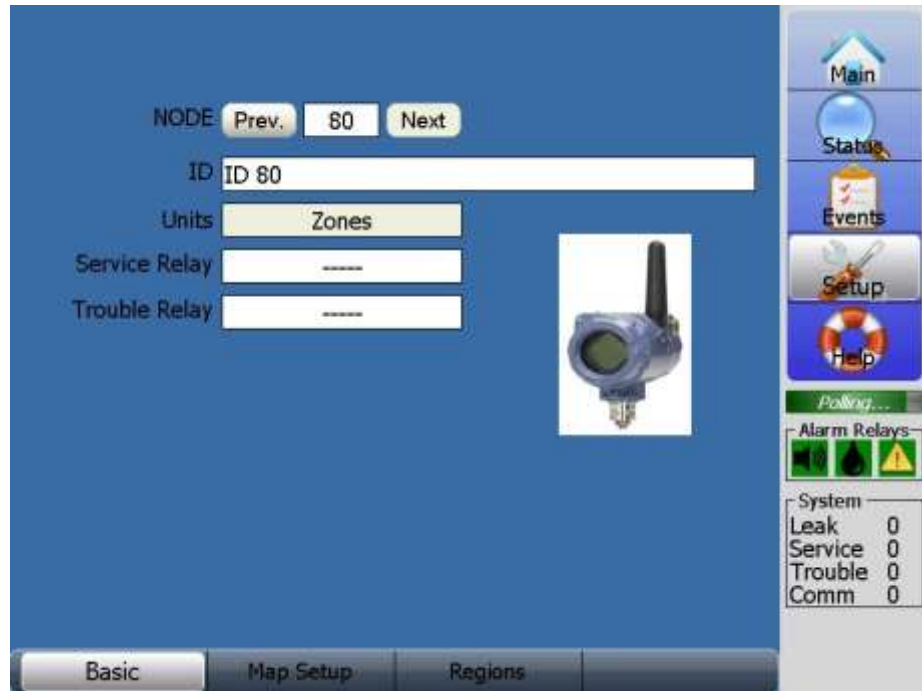 NODE Prev. 80 Next
ID ID 80
Units Zones
Service Relay -----
Trouble Relay -----
Basic Map Setup Regions
Main
Status
Events
Setup
Help
Polling...
Alarm Relays
System
Leak 0
Service 0
Trouble 0
Comm 0